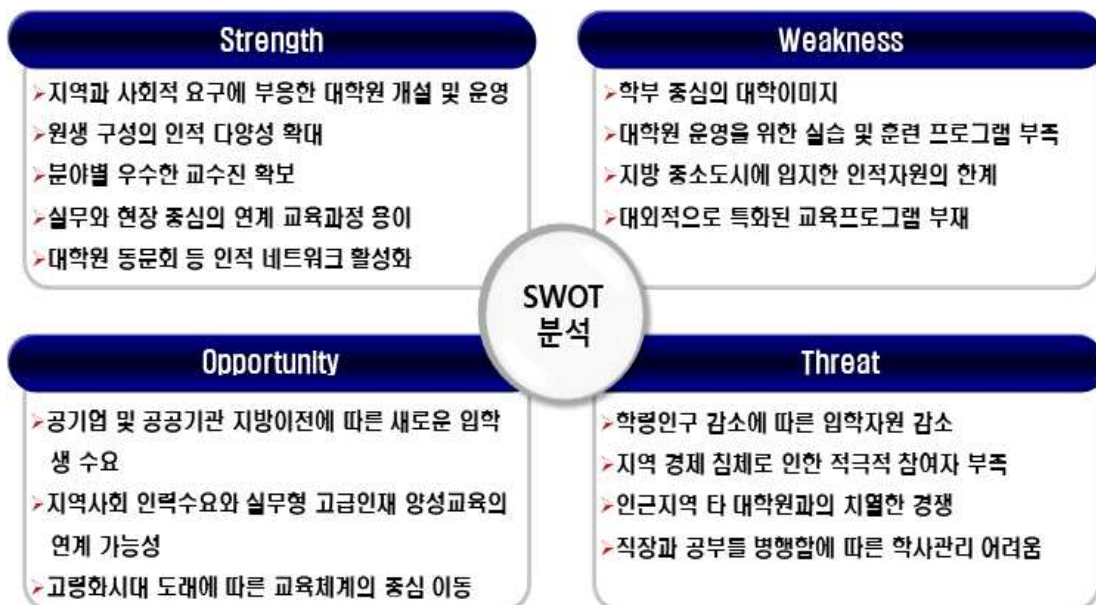 Strength
➤지역과 사회적 요구에 부응한 대학원 개설 및 운영
➤원생 구성의 인적 다양성 확대
➤분야별 우수한 교수진 확보
➤실무와 현장 중심의 연계 교육과정 용이
➤대학원 동문회 등 인적 네트워크 활성화
Weakness
➤학부 중심의 대학이미지
➤대학원 운영을 위한 실습 및 훈련 프로그램 부족
➤지방 중소도시에 입지한 인적자원의 한계
➤대외적으로 특화된 교육프로그램 부재
SWOT
분석
Opportunity
➤공기업 및 공공기관 지방이전에 따른 새로운 입학
생 수요
➤지역사회 인력수요와 실무형 고급인재 양성교육의
연계 가능성
➤고령화시대 도래에 따른 교육체계의 중심 이동
Threat
➤학령인구 감소에 따른 입학자원 감소
➤지역 경제 침체로 인한 적극적 참여자 부족
➤인근지역 타 대학원과의 치열한 경쟁
➤직장과 공부를 병행함에 따른 학사관리 어려움